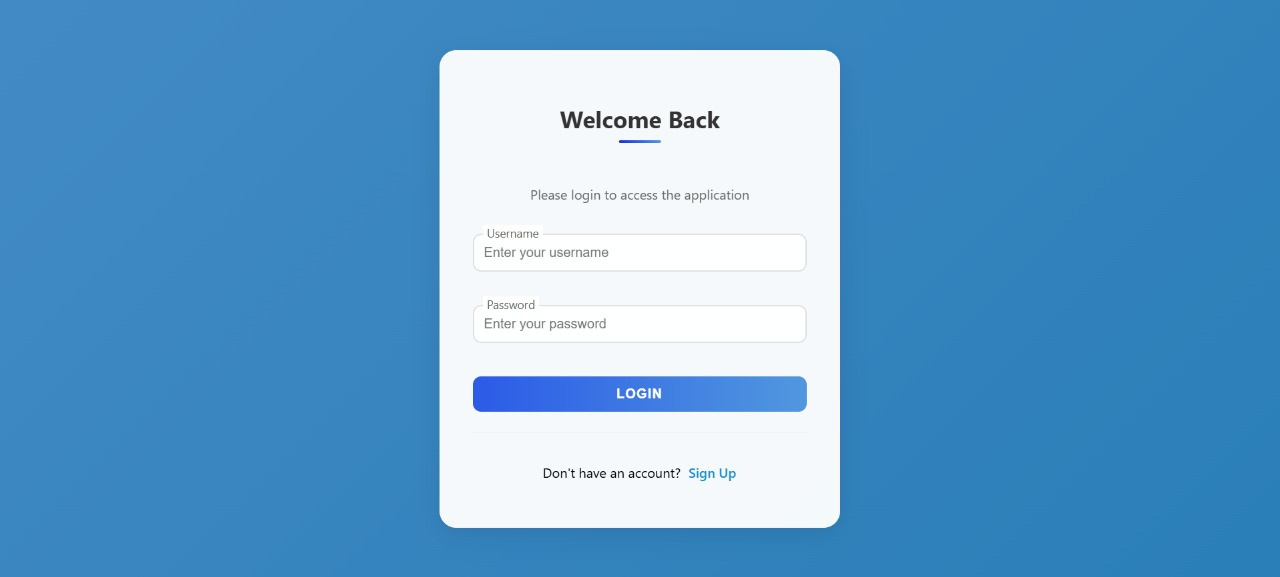 Welcome Back
Please login to access the application
Username
Enter your username
Password
Enter your password
LOGIN
Don't have an account? Sign Up